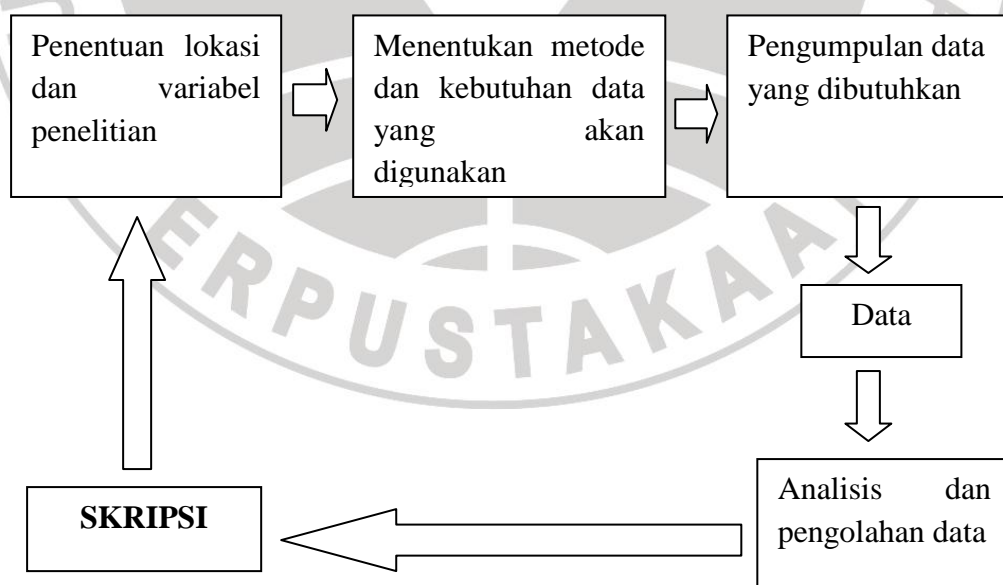 Penentuan lokasi
dan variabel
penelitian
Menentukan metode
dan kebutuhan data
yang akan
digunakan
Pengumpulan data
yang dibutuhkan
Data
Analisis dan
pengolahan data
SKRIPSI
ERPUSTAKAA